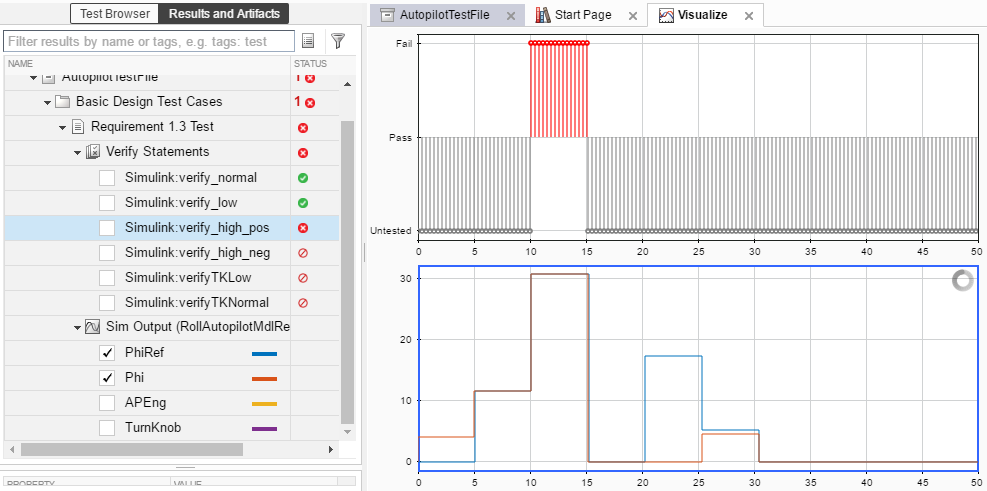 Test Browser Results and Artifacts
Filter results by name or tags, e.g. tags: test
NAME STATUS
AutopilotTestFile 1
Basic Design Test Cases 1
Requirement 1.3 Test
Verify Statements
Simulink:verify_normal
Simulink:verify_low
Simulink:verify_high_pos
Simulink:verify_high_neg
Simulink:verifyTKLow
Simulink:verifyTKNormal
Sim Output (RollAutopilotMdlRe
PhiRef
Phi
APEng
TurnKnob
PROPERTY VALUE
AutopilotTestFile Start Page Visualize
Fail
Pass
Untested
0 5 10 15 20 25 30 35 40 45 50
30
20
10
0
0 5 10 15 20 25 30 35 40 45 50